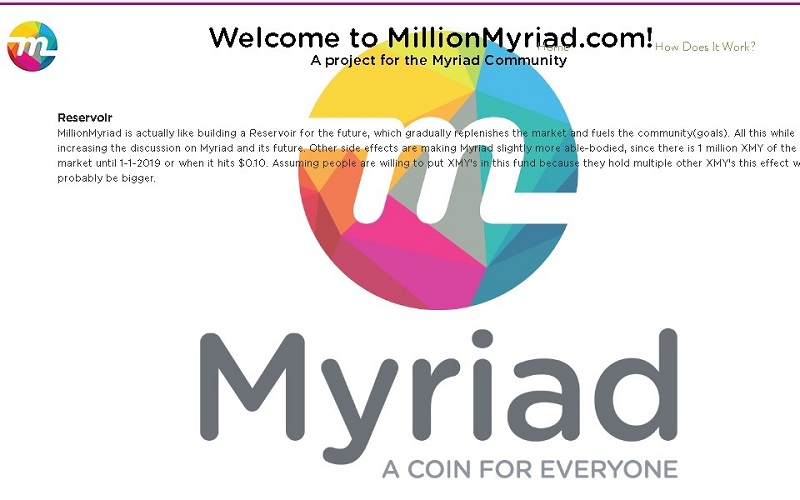 Welcome to MillionMyriad.com!
Home
How Does It Work?
A project for the Myriad Community
Reservoir
MillionMyriad is actually like building a Reservoir for the future, which gradually replenishes the market and fuels the community(goals). All this while
increasing the discussion on Myriad and its future. Other side effects are making Myriad slightly more able-bodied, since there is 1 million XMY of the
market until 1-1-2019 or when it hits $0.10. Assuming people are willing to put XMY's in this fund because they hold multiple other XMY's this effect
probably be bigger.
Myriad
A COIN FOR EVERYONE